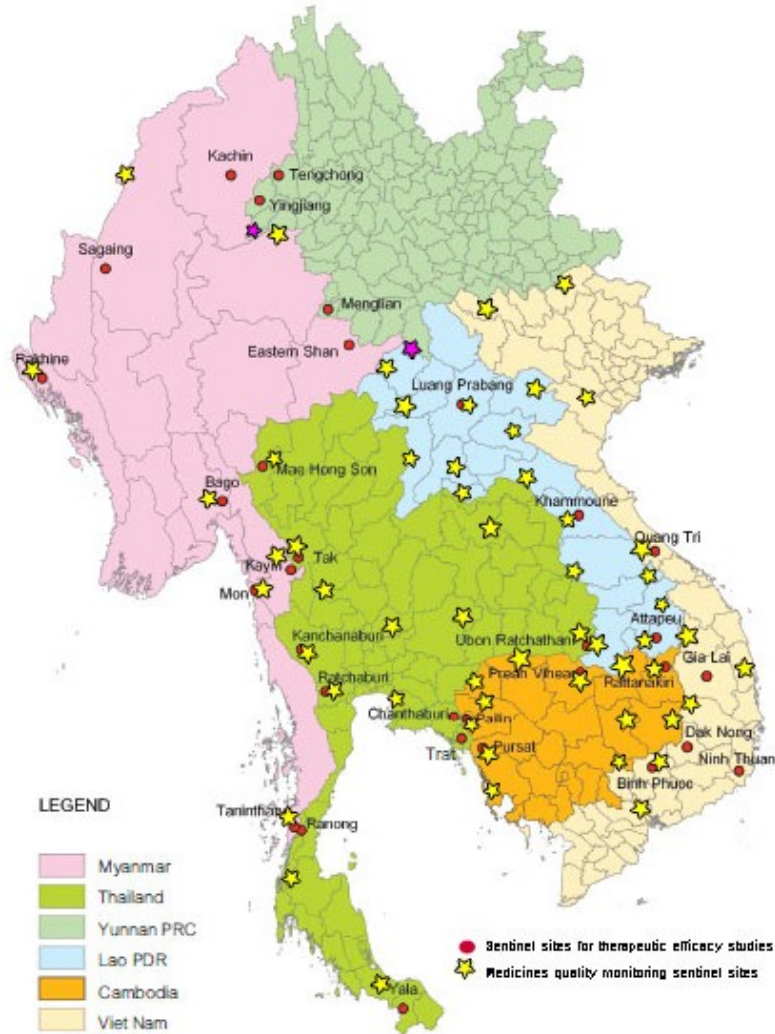 Kachin
Tengchong
Yingjiang
Sagaing
Menglian
Eastern Shan
Rakhine
Luang Prabang
Mae Hong Son
Bago
Khammoune
Quang Tri
Tak
Kayin
Mon
Attapeu
Kanchanaburi
Ubon Ratchathani
Gia Lai
Preah Vihear
Rattanakiri
Ratchaburi
Chanthaburi
Pailin
Dak Nong
Trat
Pursat
Ninh Thuan
Binh Phuoc
LEGEND
Ranong
Myanmar
Thailand
Yunnan PRC
Sentinel sites for therapeutic efficacy studies
Lao PDR
Medicines quality monitoring sentinel sites
Yala
Cambodia
Viet Nam